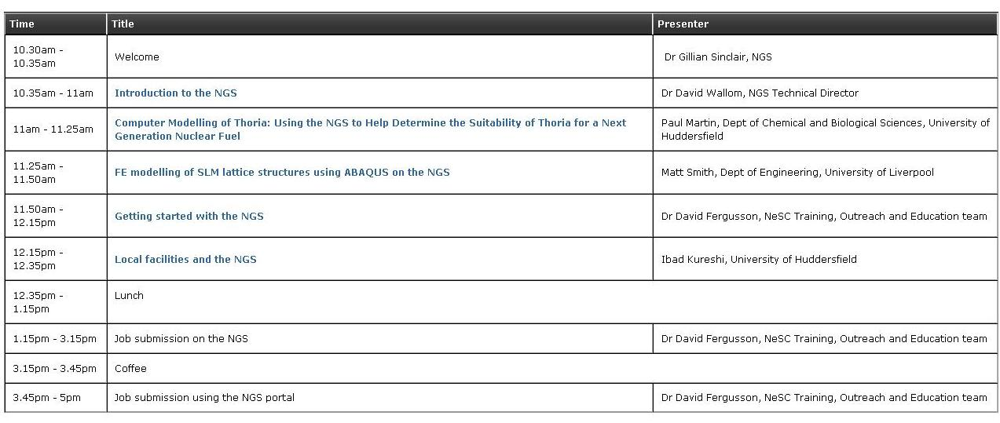 Time Title Presenter
10.30am -
10.35am
Welcome
Dr Gillian Sinclair, NGS
10.35am - 11am
Introduction to the NGS
Dr David Wallom, NGS Technical Director
11am - 11.25am
Computer Modelling of Thoria: Using the NGS to Help Determine the Suitability of Thoria for a Next
Generation Nuclear Fuel
Paul Martin, Dept of Chemical and Biological Sciences, University of
Huddersfield
11.25am -
11.50am
FE modelling of SLM lattice structures using ABAQUS on the NGS
Matt Smith, Dept of Engineering, University of Liverpool
11.50am -
12.15pm
Getting started with the NGS
Dr David Fergusson, NeSC Training, Outreach and Education team
12.15pm -
12.35pm
Local facilities and the NGS
Ibad Kureshi, University of Huddersfield
12.35pm -
1.15pm
Lunch
1.15pm - 3.15pm
Job submission on the NGS
Dr David Fergusson, NeSC Training, Outreach and Education team
3.15pm - 3.45pm
Coffee
3.45pm - 5pm
Job submission using the NGS portal
Dr David Fergusson, NeSC Training, Outreach and Education team